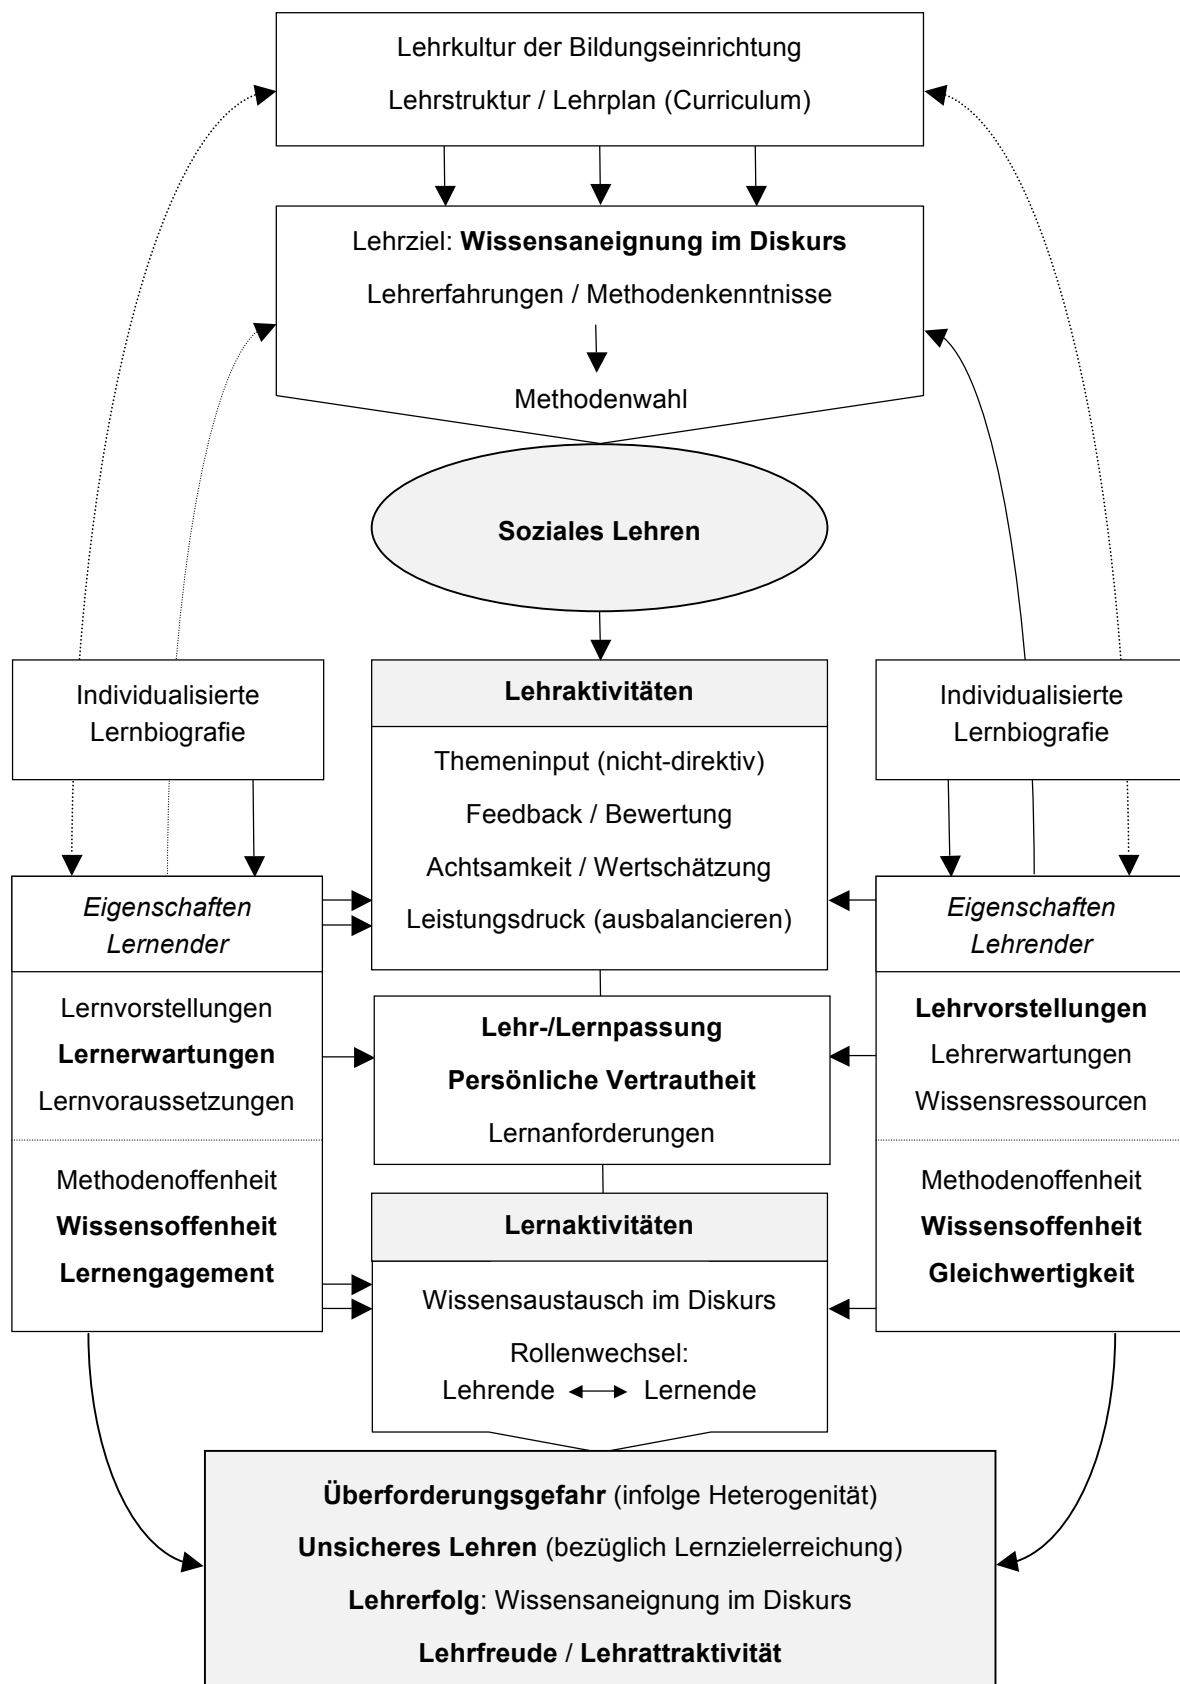 Lehrkultur der Bildungseinrichtung
Lehrstruktur / Lehrplan (Curriculum)
Lehrziel: Wissensaneignung im Diskurs
Lehrerfahrungen / Methodenkenntnisse
Methodenwahl
Soziales Lehren
Individualisierte
Lernbiografie
Eigenschaften
Lernender
Lernvorstellungen
Lernerwartungen
Lernvoraussetzungen
Methodenoffenheit
Wissensoffenheit
Lernengagement
Lehraktivitäten
Themeninput (nicht-direktiv)
Feedback / Bewertung
Achtsamkeit / Wertschätzung
Leistungsdruck (ausbalancieren)
Lehr-/Lernpassung
Persönliche Vertrautheit
Lernanforderungen
Lernaktivitäten
Wissensaustausch im Diskurs
Rollenwechsel:
Lehrende Lernende
Individualisierte
Lernbiografie
Eigenschaften
Lehrender
Lehrvorstellungen
Lehrerwartungen
Wissensressourcen
Methodenoffenheit
Wissensoffenheit
Gleichwertigkeit
Überforderungsgefahr (infolge Heterogenität)
Unsicheres Lehren (bezüglich Lernzielerreichung)
Lehrerfolg: Wissensaneignung im Diskurs
Lehrfreude / Lehrattraktivität